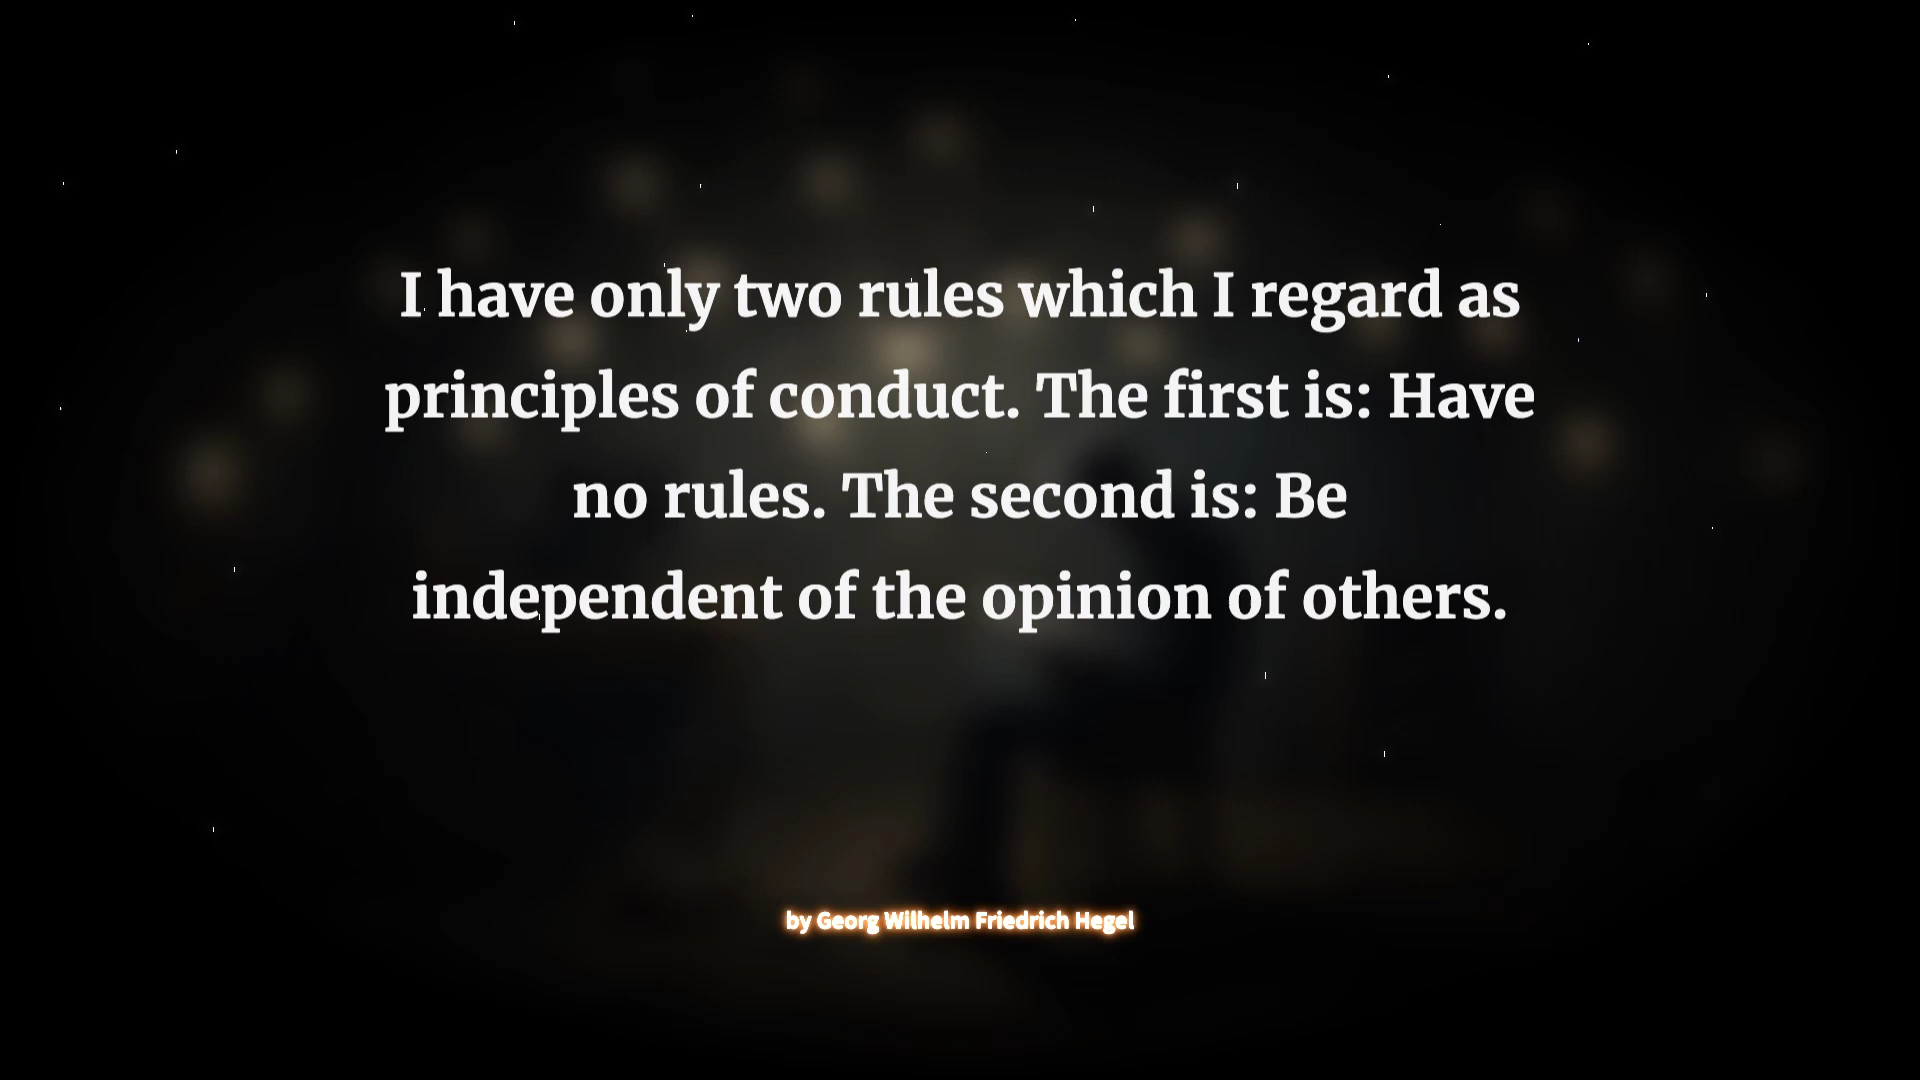 I have only two rules which I regard as
principles of conduct. The first is: Have
no rules. The second is: Be
independent of the opinion of others.
by Georg Wilhelm Friedrich Hegel